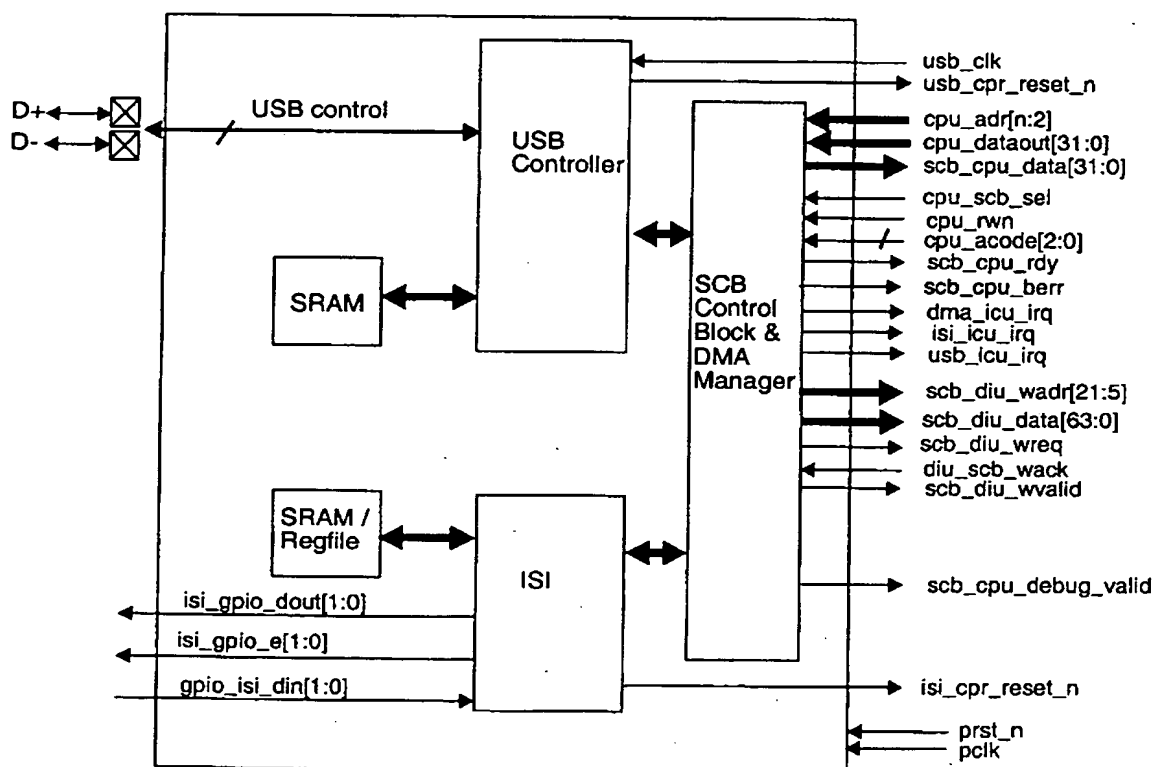 usb_clk
usb_cpr_reset_n
D+
D-
USB control
USB
Controller
cpu_adr[n:2]
cpu_dataout[31:0]
scb_cpu_data[31:0]
cpu_scb_sel
cpu_rwn
cpu_acode[2:0]
scb_cpu_rdy
scb_cpu_berr
dma_icu_irq
isi_icu_irq
usb_icu_irq
SRAM
SCB
Control
Block &
DMA
Manager
scb_diu_wadr[21:5]
scb_diu_data[63:0]
scb_diu_wreq
diu_scb_wack
scb_diu_wvalid
SRAM /
Regfile
ISI
scb_cpu_debug_valid
isi_gpio_dout[1:0]
isi_gpio_e[1:0]
gpio_isi_din[1:0]
isi_cpr_reset_n
prst_n
pclk